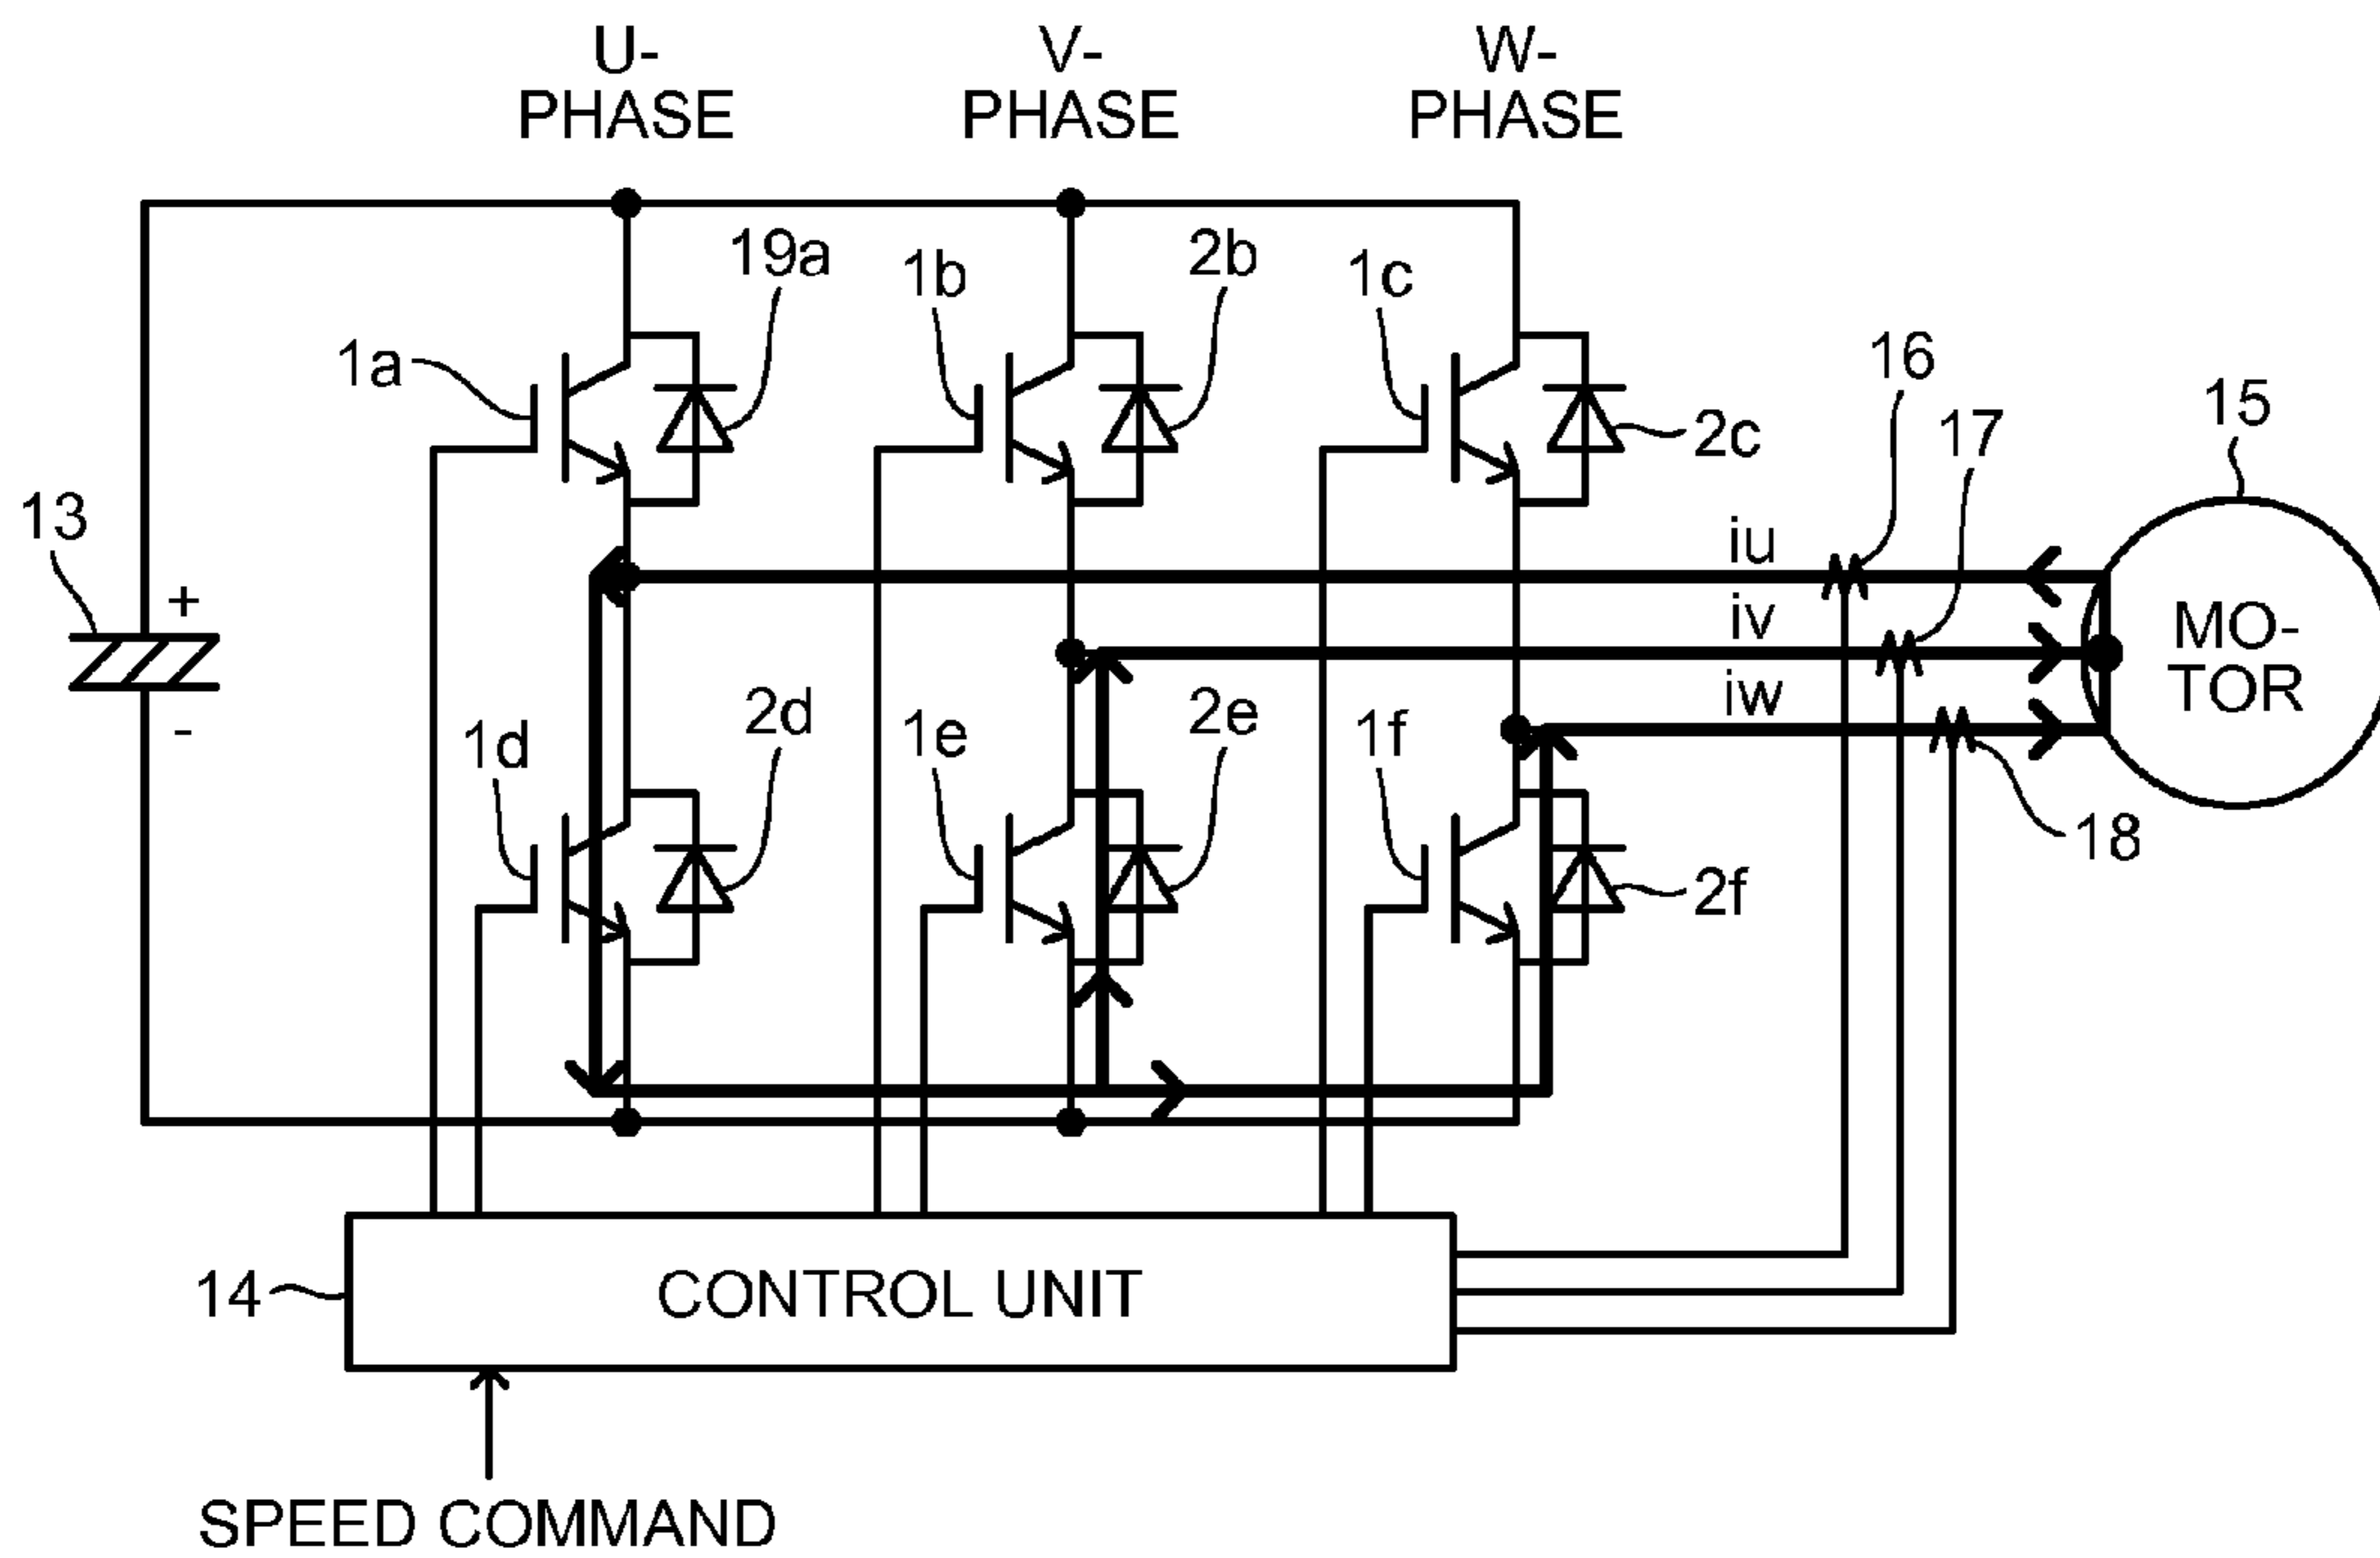 U-
PHASE
V-
PHASE
W-
PHASE
19a
1b
2b
1c
1a
16
15
2c
17
13
+
-
iu
iv
iw
MO-
TOR
1d
2d
1e
2e
1f
2f
18
14
CONTROL UNIT
SPEED COMMAND